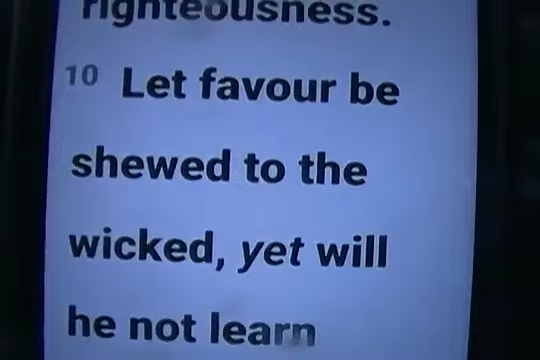 righteousness.
10 Let favour be
shewed to the
wicked, yet will
he not learn